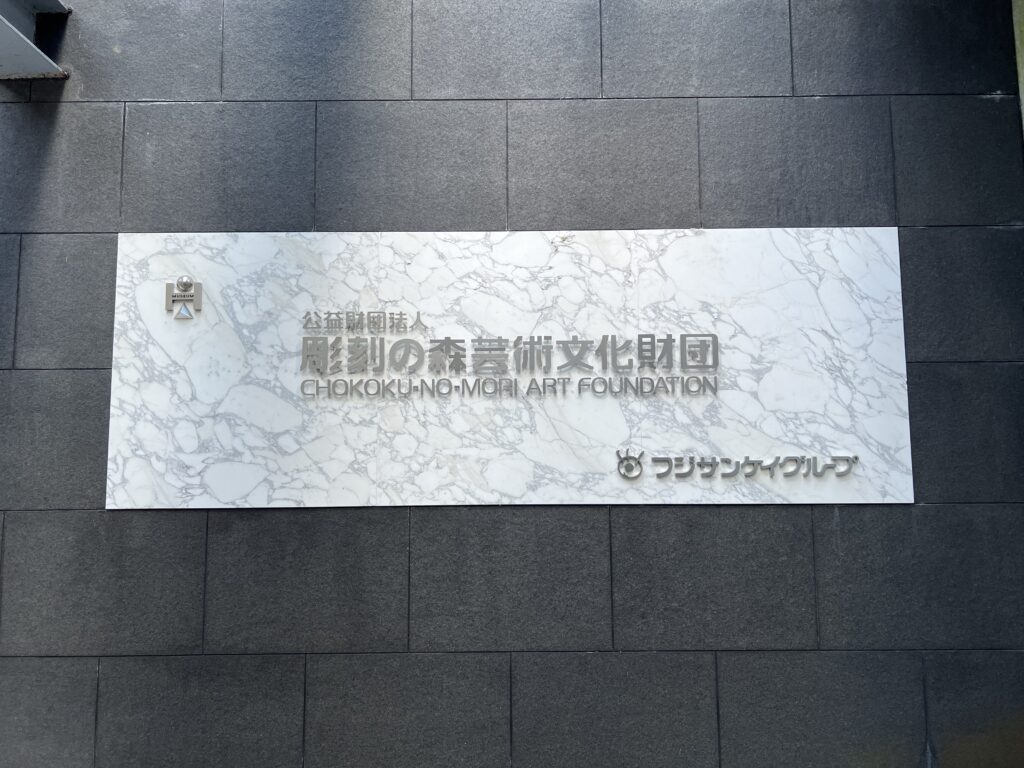 MUSEUM
公益財団法人
彫刻の森芸術文化財団
CHOKOKU-NO-MORI ART FOUNDATION
フジサンケイグループ